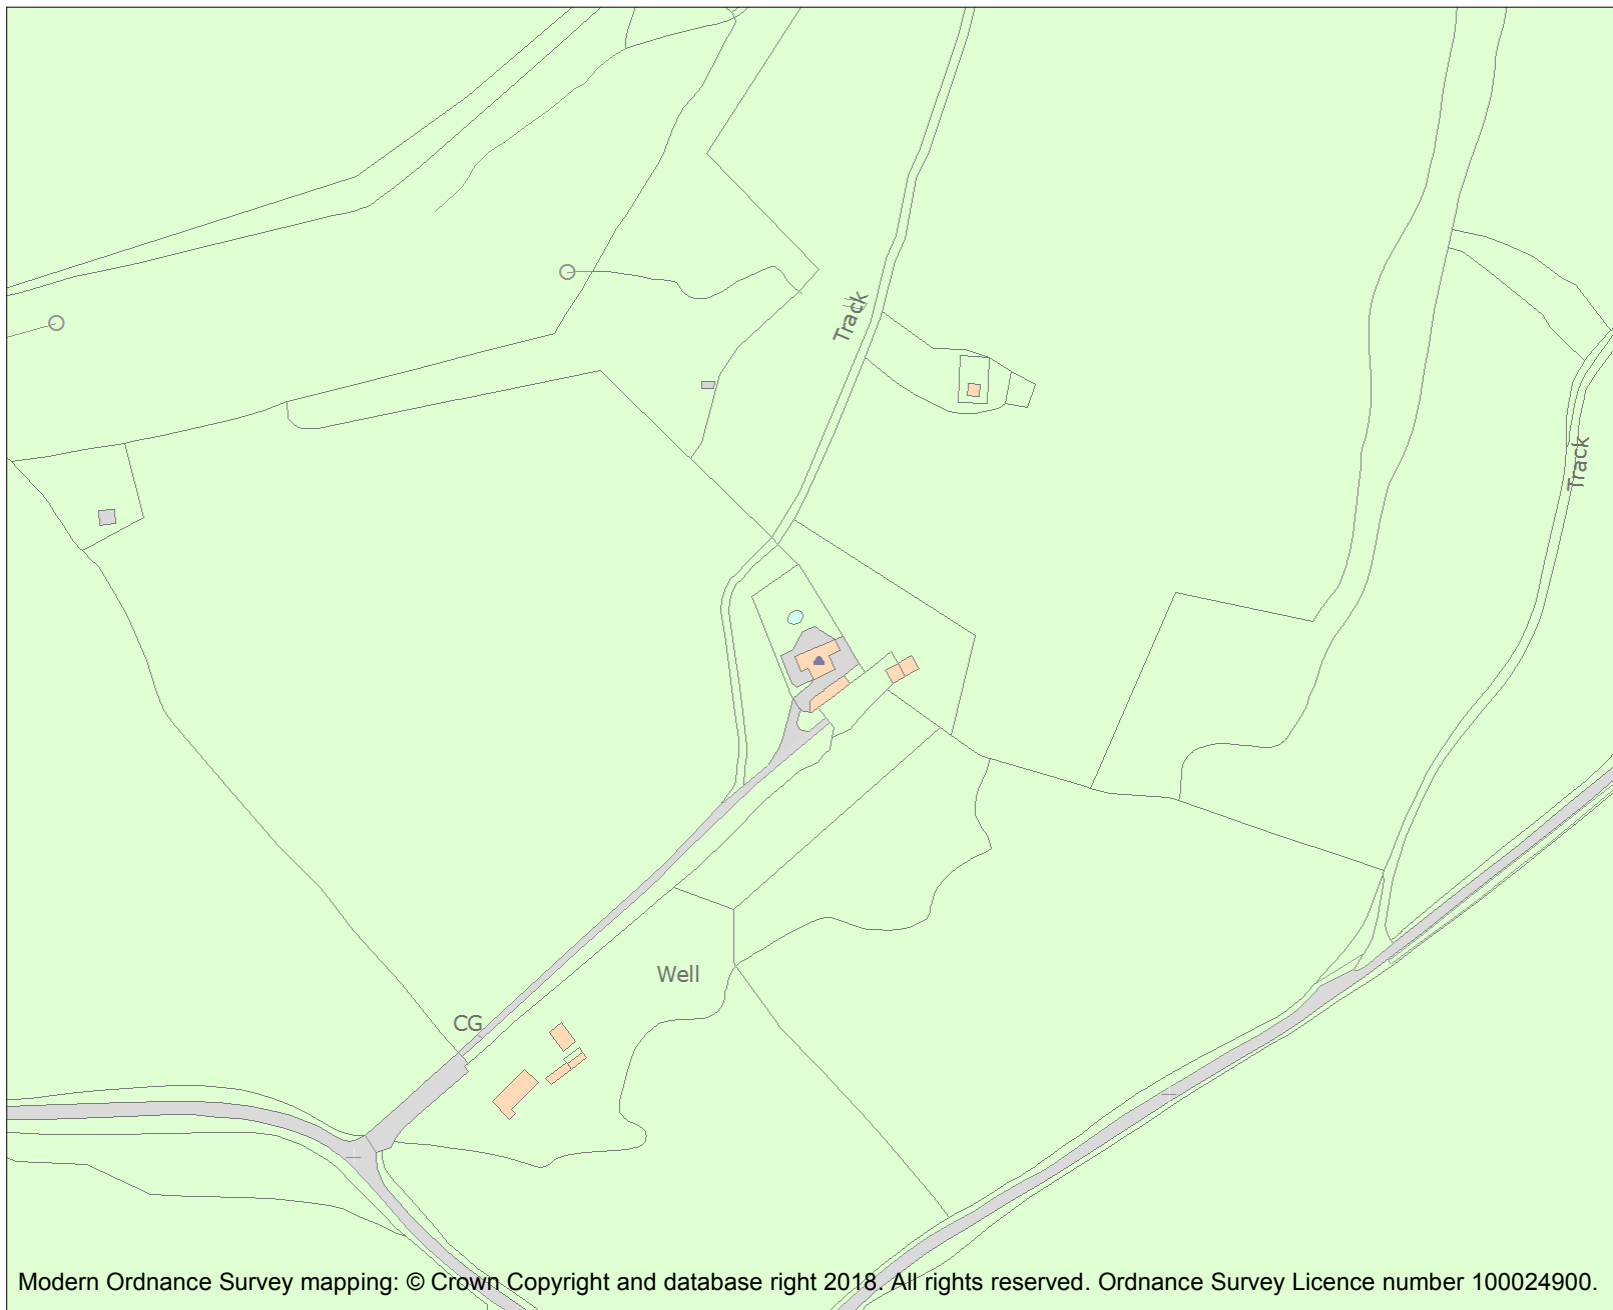 Track
Track
Well
CG
Modern Ordnance Survey mapping: © Crown Copyright and database right 2018. All rights reserved. Ordnance Survey Licence number 100024900.